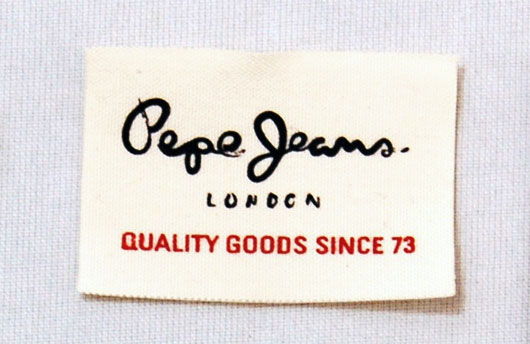 Pepe Jeans.
LONDON
QUALITY GOODS SINCE 73